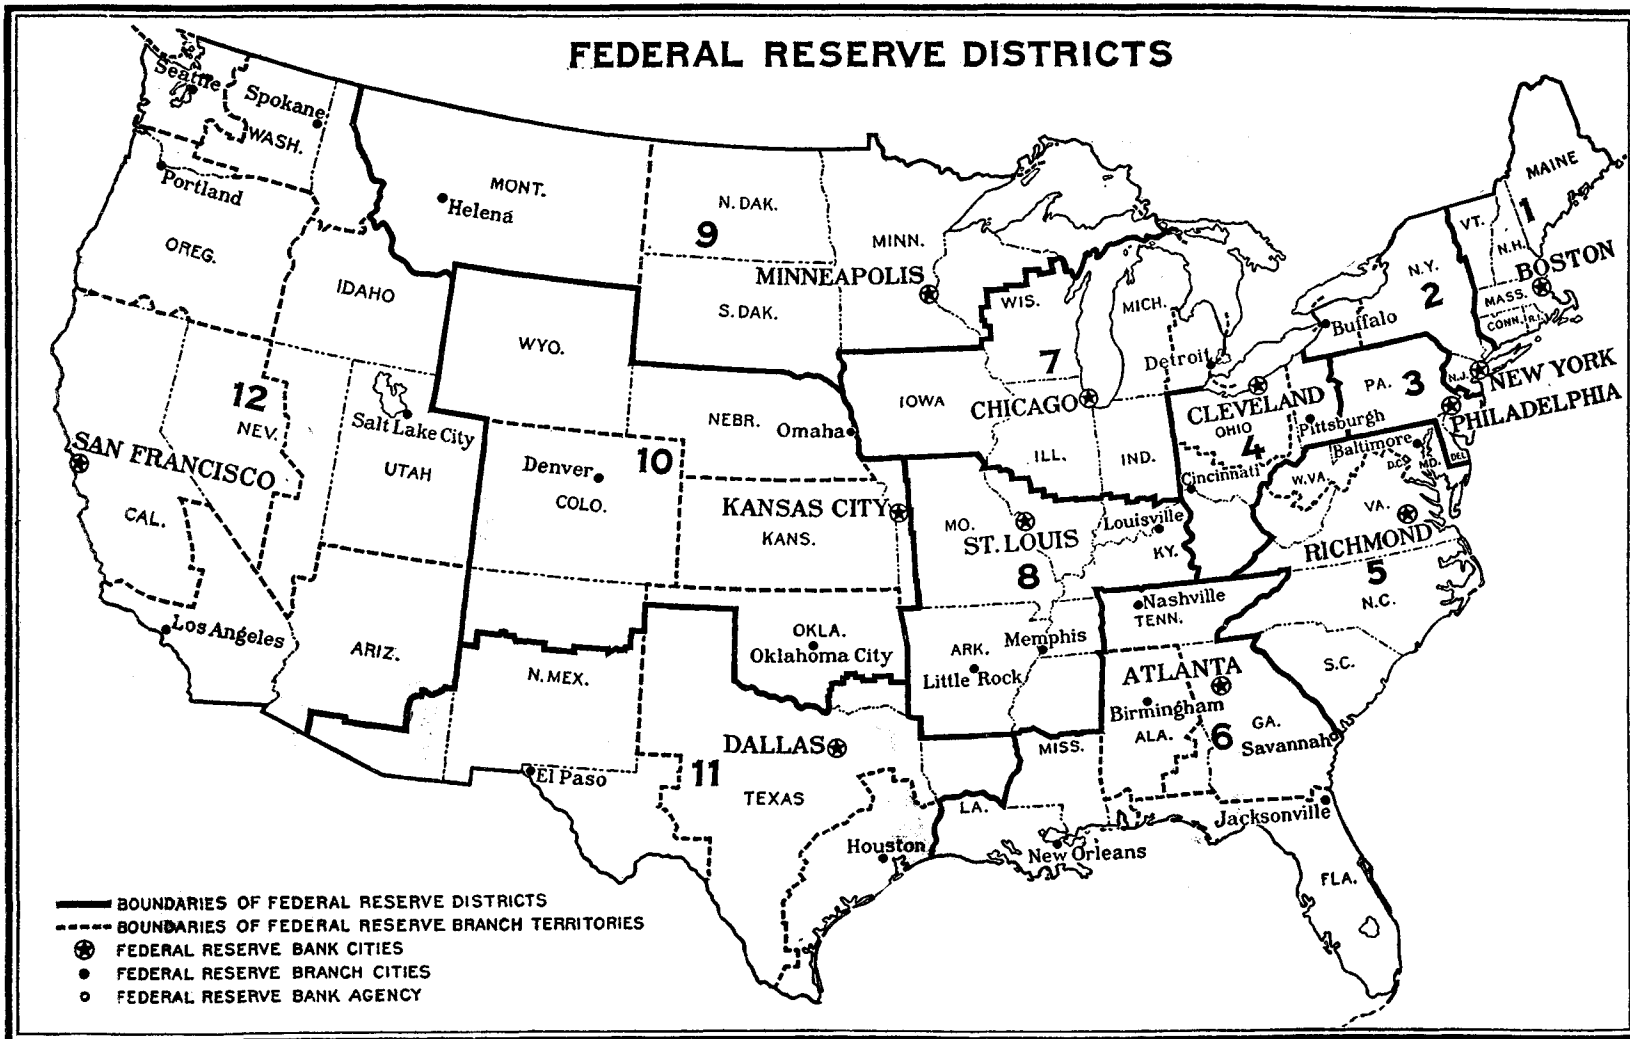 FEDERAL RESERVE DISTRICTS
Seattle
Spokane
WASH.
Portland
OREG.
MONT.
Helena
IDAHO
WYO.
N. DAK.
9
S. DAK.
MINN.
MINNEAPOLIS
WIS.
MICH.
7
Detroit
IOWA
CHICAGO
ILL.
IND.
MAINE
VT.
N.H.
1
BOSTON
MASS.
CONN.
R.I.
N.Y.
2
Buffalo
NEW YORK
N.J.
PA.
3
PHILADELPHIA
CLEVELAND
OHIO
4
Pittsburgh
Cincinnati
Baltimore
D.C.
MD.
DEL.
W.VA.
VA.
RICHMOND
5
N.C.
S.C.
12
NEV.
SAN FRANCISCO
CAL.
Los Angeles
Salt Lake City
UTAH
ARIZ.
Denver
COLO.
10
NEBR.
Omaha
KANSAS CITY
KANS.
MO.
ST. LOUIS
8
Louisville
KY.
Nashville
TENN.
OKLA.
Oklahoma City
ARK.
Memphis
Little Rock
N. MEX.
El Paso
DALLAS
11
TEXAS
Houston
LA.
New Orleans
MISS.
ATLANTA
Birmingham
ALA.
6
GA.
Savannah
Jacksonville
FLA.
BOUNDARIES OF FEDERAL RESERVE DISTRICTS
BOUNDARIES OF FEDERAL RESERVE BRANCH TERRITORIES
FEDERAL RESERVE BANK CITIES
FEDERAL RESERVE BRANCH CITIES
FEDERAL RESERVE BANK AGENCY